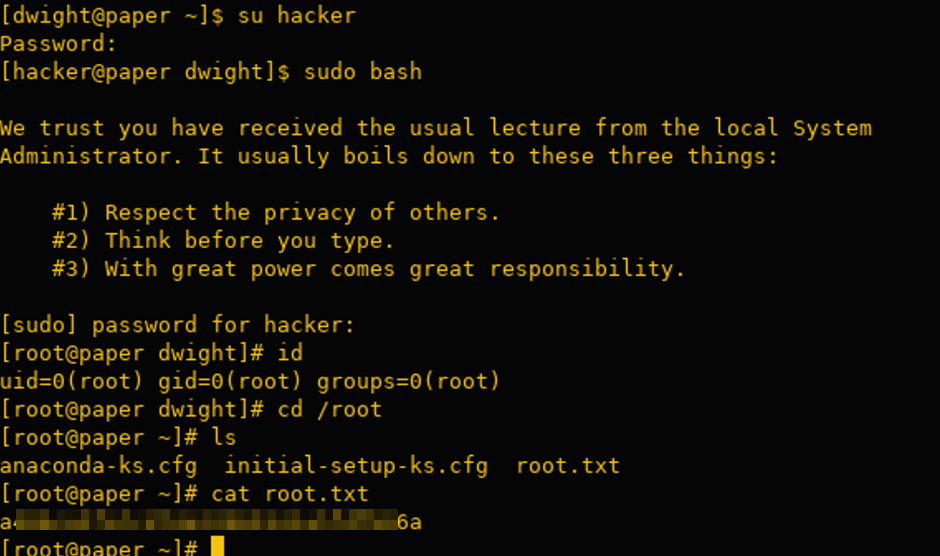 [dwight@paper ~]$ su hacker
Password:
[hacker@paper dwight]$ sudo bash
We trust you have received the usual lecture from the local System
Administrator. It usually boils down to these three things:
#1) Respect the privacy of others.
#2) Think before you type.
#3) With great power comes great responsibility.
[sudo] password for hacker:
[root@paper dwight]# id
uid=0(root) gid=0(root) groups=0(root)
[root@paper dwight]# cd /root
[root@paper ~]# ls
anaconda-ks.cfg  initial-setup-ks.cfg  root.txt
[root@paper ~]# cat root.txt
[root@paper ~]#